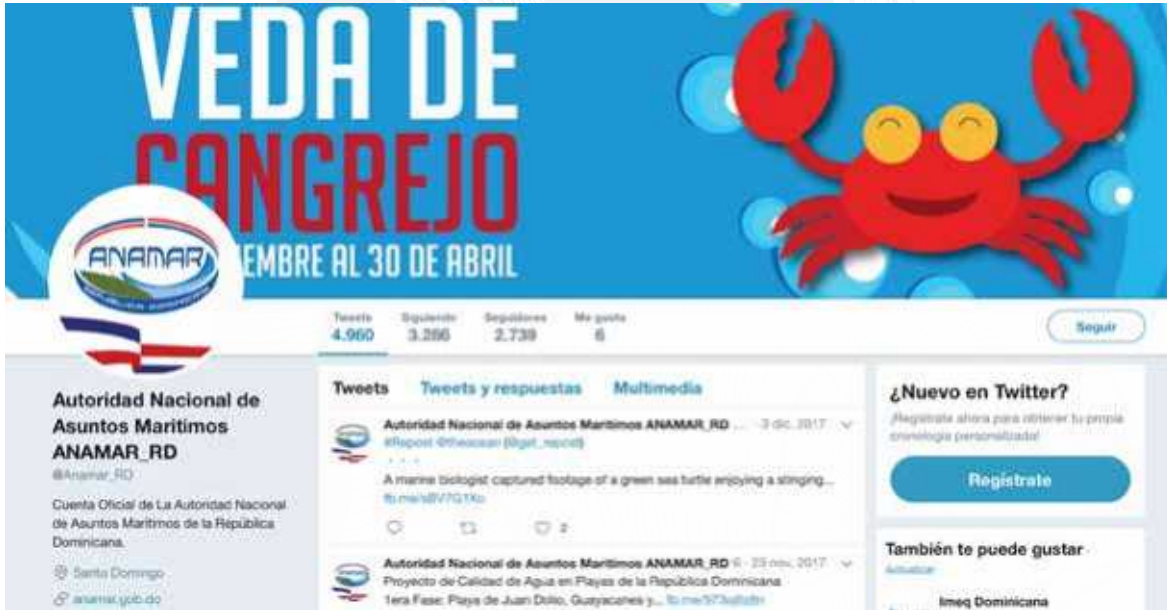 VEDA DE
CANGREJO
EMBRE AL 30 DE ABRIL
ANAMAR
Tweets Siguiendo Seguidores Me gusta
4.960 3.286 2.739 6
Seguir
Autoridad Nacional de
Asuntos Maritimos
ANAMAR_RD
@Anamar_RD
Cuenta Oficial de La Autoridad Nacional
de Asuntos Maritimos de la República
Dominicana.
Santo Domingo
anamar.gob.do
Tweets Tweets y respuestas Multimedia
Autoridad Nacional de Asuntos Maritimos ANAMAR_RD ... · 3 dic. 2017
#Repost @theocean (@get_repost)
· · ·
A marine biologist captured footage of a green sea turtle enjoying a stinging...
2
Autoridad Nacional de Asuntos Maritimos ANAMAR_RD 25 nov. 2017
Proyecto de Calidad de Agua en Playas de la República Dominicana
1era Fase: Playa de Juan Dolio, Guayacanes y...
¿Nuevo en Twitter?
¡Regístrate ahora para obtener tu propia
cronología personalizada!
Regístrate
También te puede gustar ·
Actualizar
Imeq Dominicana